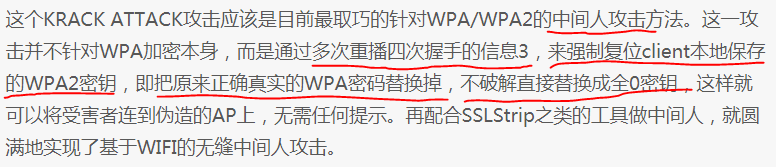 这个KRACK ATTACK攻击应该是目前最取巧的针对WPA/WPA2的中间人攻击方法。这一攻
击并不针对WPA加密本身，而是通过多次重播四次握手的信息3，来强制复位client本地保存
的WPA2密钥，即把原来正确真实的WPA密码替换掉，不破解直接替换成全0密钥，这样就
可以将受害者连到伪造的AP上，无需任何提示。再配合SSLStrip之类的工具做中间人，就圆
满地实现了基于WIFI的无缝中间人攻击。